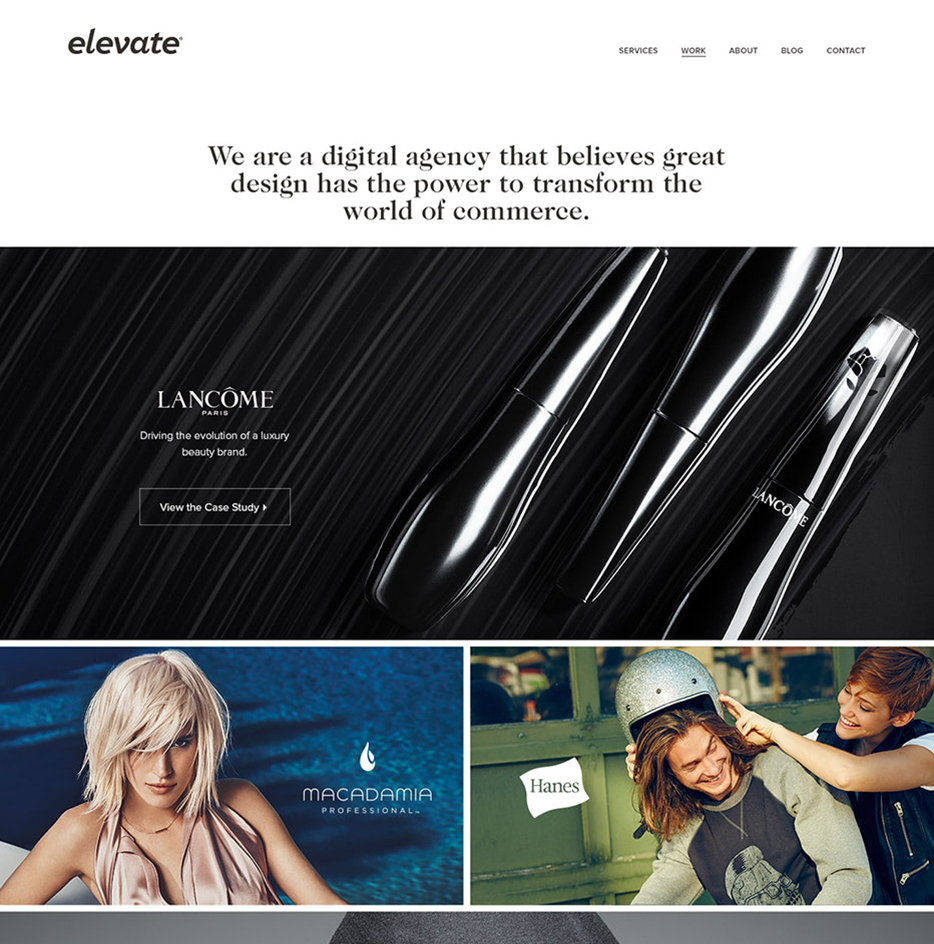 elevate®
SERVICES WORK ABOUT BLOG CONTACT
We are a digital agency that believes great
design has the power to transform the
world of commerce.
LANCÔME
PARIS
Driving the evolution of a luxury
beauty brand.
View the Case Study
LANCÔME
MACADAMIA
PROFESSIONAL™
Hanes